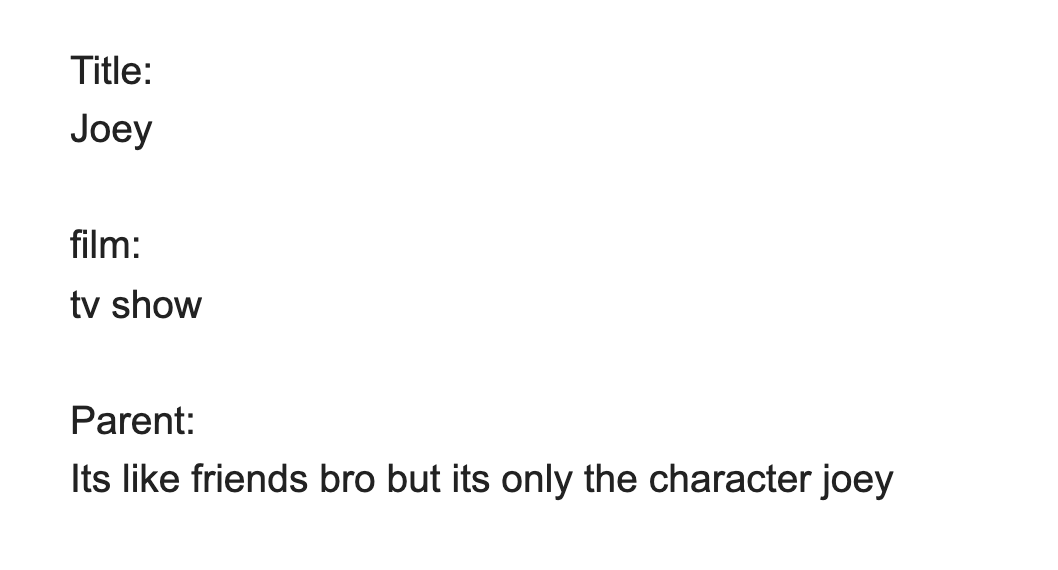 Title:
Joey
film:
tv show
Parent:
Its like friends bro but its only the character joey